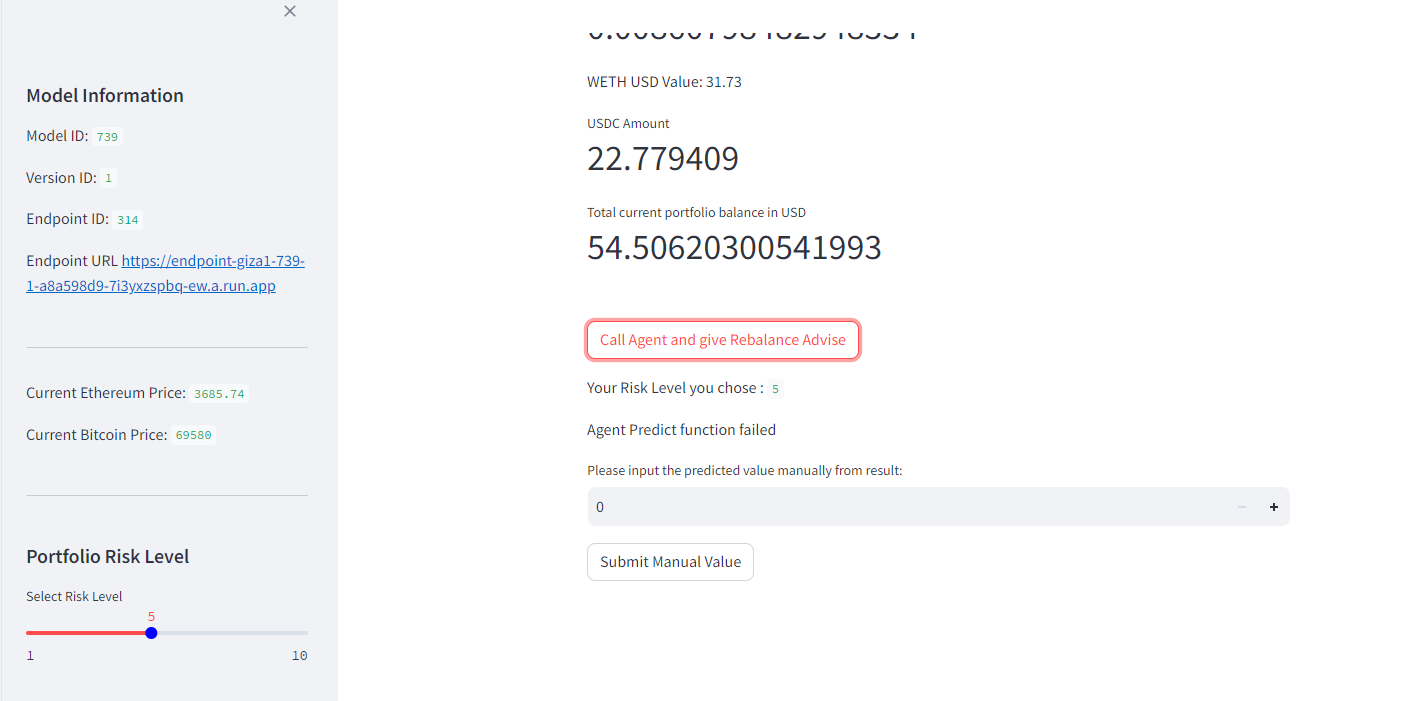 Model Information
Model ID: 739
Version ID: 1
Endpoint ID: 314
Endpoint URL https://endpoint-giza1-739-
1-a8a598d9-7i3yxzspbq-ew.a.run.app
Current Ethereum Price: 3685.74
Current Bitcoin Price: 69580
Portfolio Risk Level
Select Risk Level
5
1 10
WETH USD Value: 31.73
USDC Amount
22.779409
Total current portfolio balance in USD
54.50620300541993
Call Agent and give Rebalance Advise
Your Risk Level you chose : 5
Agent Predict function failed
Please input the predicted value manually from result:
0
Submit Manual Value